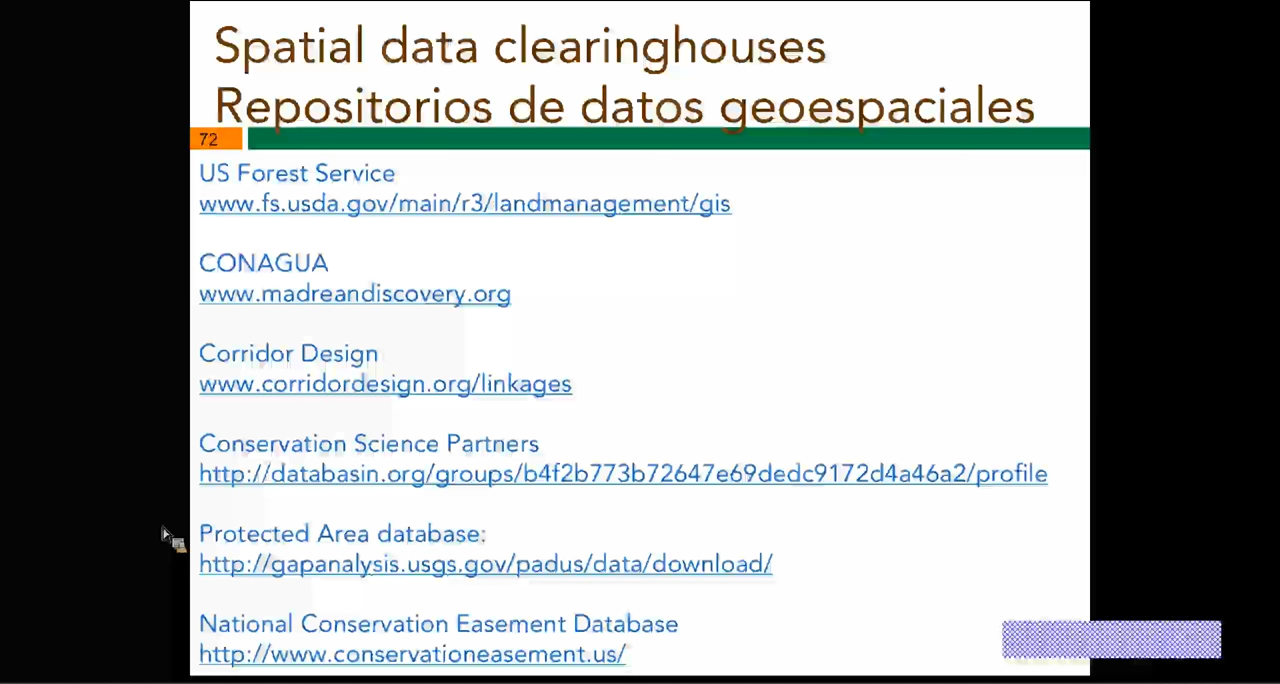 Spatial data clearinghouses
Repositorios de datos geoespaciales
72
US Forest Service
www.fs.usda.gov/main/r3/landmanagement/gis
CONAGUA
www.madreandiscovery.org
Corridor Design
www.corridordesign.org/linkages
Conservation Science Partners
http://databasin.org/groups/b4f2b773b72647e69dedc9172d4a46a2/profile
Protected Area database:
http://gapanalysis.usgs.gov/padus/data/download/
National Conservation Easement Database
http://www.conservationeasement.us/